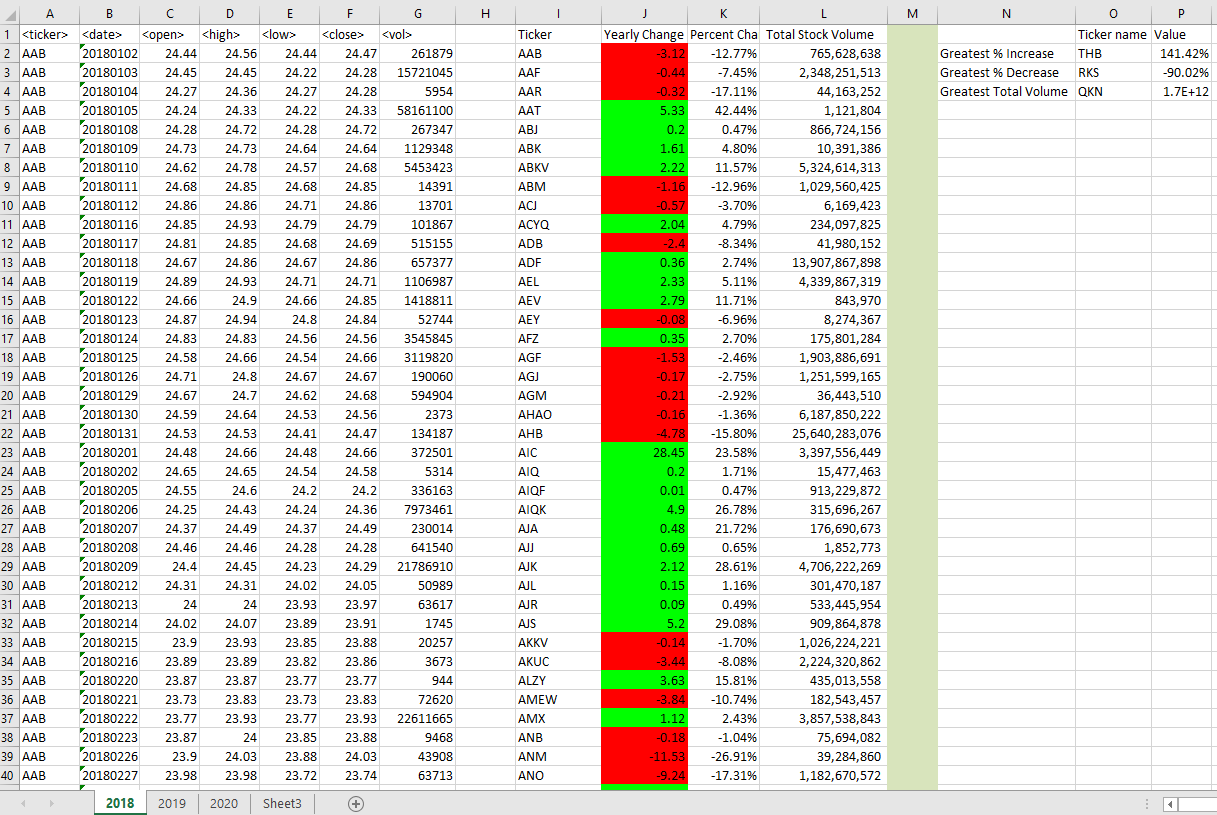 A B C D E F G H I J K L M N O P
1 <ticker> <date> <open> <high> <low> <close> <vol> Ticker Yearly Change Percent Cha Total Stock Volume Ticker name Value
2 AAB 20180102 24.44 24.56 24.44 24.47 261879 AAB -3.12 -12.77% 765,628,638 Greatest % Increase THB 141.42%
3 AAB 20180103 24.45 24.45 24.22 24.28 15721045 AAF -0.44 -7.45% 2,348,251,513 Greatest % Decrease RKS -90.02%
4 AAB 20180104 24.27 24.36 24.27 24.28 5954 AAR -0.32 -17.11% 44,163,252 Greatest Total Volume QKN 1.7E+12
5 AAB 20180105 24.24 24.33 24.22 24.33 58161100 AAT 5.33 42.44% 1,121,804
6 AAB 20180108 24.28 24.72 24.28 24.72 267347 ABJ 0.2 0.47% 866,724,156
7 AAB 20180109 24.73 24.73 24.64 24.64 1129348 ABK 1.61 4.80% 10,391,386
8 AAB 20180110 24.62 24.78 24.57 24.68 5453423 ABKV 2.22 11.57% 5,324,614,313
9 AAB 20180111 24.68 24.85 24.68 24.85 14391 ABM -1.16 -12.96% 1,029,560,425
10 AAB 20180112 24.86 24.86 24.71 24.86 13701 ACJ -0.57 -3.70% 6,169,423
11 AAB 20180116 24.85 24.93 24.79 24.79 101867 ACYQ 2.04 4.79% 234,097,825
12 AAB 20180117 24.81 24.85 24.68 24.69 515155 ADB -2.4 -8.34% 41,980,152
13 AAB 20180118 24.67 24.86 24.67 24.86 657377 ADF 0.36 2.74% 13,907,867,898
14 AAB 20180119 24.89 24.93 24.71 24.71 1106987 AEL 2.33 5.11% 4,339,867,319
15 AAB 20180122 24.66 24.9 24.66 24.85 1418811 AEV 2.79 11.71% 843,970
16 AAB 20180123 24.87 24.94 24.8 24.84 52744 AEY -0.08 -6.96% 8,274,367
17 AAB 20180124 24.83 24.83 24.56 24.56 3545845 AFZ 0.35 2.70% 175,801,284
18 AAB 20180125 24.58 24.66 24.54 24.66 3119820 AGF -1.53 -2.46% 1,903,886,691
19 AAB 20180126 24.71 24.8 24.67 24.67 190060 AGJ -0.17 -2.75% 1,251,599,165
20 AAB 20180129 24.67 24.7 24.62 24.68 594904 AGM -0.21 -2.92% 36,443,510
21 AAB 20180130 24.59 24.64 24.53 24.56 2373 AHAO -0.16 -1.36% 6,187,850,222
22 AAB 20180131 24.53 24.53 24.41 24.47 134187 AHB -4.78 -15.80% 25,640,283,076
23 AAB 20180201 24.48 24.66 24.48 24.66 372501 AIC 28.45 23.58% 3,397,556,449
24 AAB 20180202 24.65 24.65 24.54 24.58 5314 AIQ 0.2 1.71% 15,477,463
25 AAB 20180205 24.55 24.6 24.2 24.2 336163 AIQF 0.01 0.47% 913,229,872
26 AAB 20180206 24.25 24.43 24.24 24.36 7973461 AIQK 4.9 26.78% 315,696,267
27 AAB 20180207 24.37 24.49 24.37 24.49 230014 AJA 0.48 21.72% 176,690,673
28 AAB 20180208 24.46 24.46 24.28 24.28 641540 AJJ 0.69 0.65% 1,852,773
29 AAB 20180209 24.4 24.45 24.23 24.29 21786910 AJK 2.12 28.61% 4,706,222,269
30 AAB 20180212 24.31 24.31 24.02 24.05 50989 AJL 0.15 1.16% 301,470,187
31 AAB 20180213 24 24 23.93 23.97 63617 AJR 0.09 0.49% 533,445,954
32 AAB 20180214 24.02 24.07 23.89 23.91 1745 AJS 5.2 29.08% 909,864,878
33 AAB 20180215 23.9 23.93 23.85 23.88 20257 AKKV -0.14 -1.70% 1,026,224,221
34 AAB 20180216 23.89 23.89 23.82 23.86 3673 AKUC -3.44 -8.08% 2,224,320,862
35 AAB 20180220 23.87 23.87 23.77 23.77 944 ALZY 3.63 15.81% 435,013,558
36 AAB 20180221 23.73 23.83 23.73 23.83 72620 AMEW -3.84 -10.74% 182,543,457
37 AAB 20180222 23.77 23.93 23.77 23.93 22611665 AMX 1.12 2.43% 3,857,538,843
38 AAB 20180223 23.87 24 23.85 23.88 9468 ANB -0.18 -1.04% 75,694,082
39 AAB 20180226 23.9 24.03 23.88 24.03 43908 ANM -11.53 -26.91% 39,284,860
40 AAB 20180227 23.98 23.98 23.72 23.74 63713 ANO -9.24 -17.31% 1,182,670,572
2018 2019 2020 Sheet3